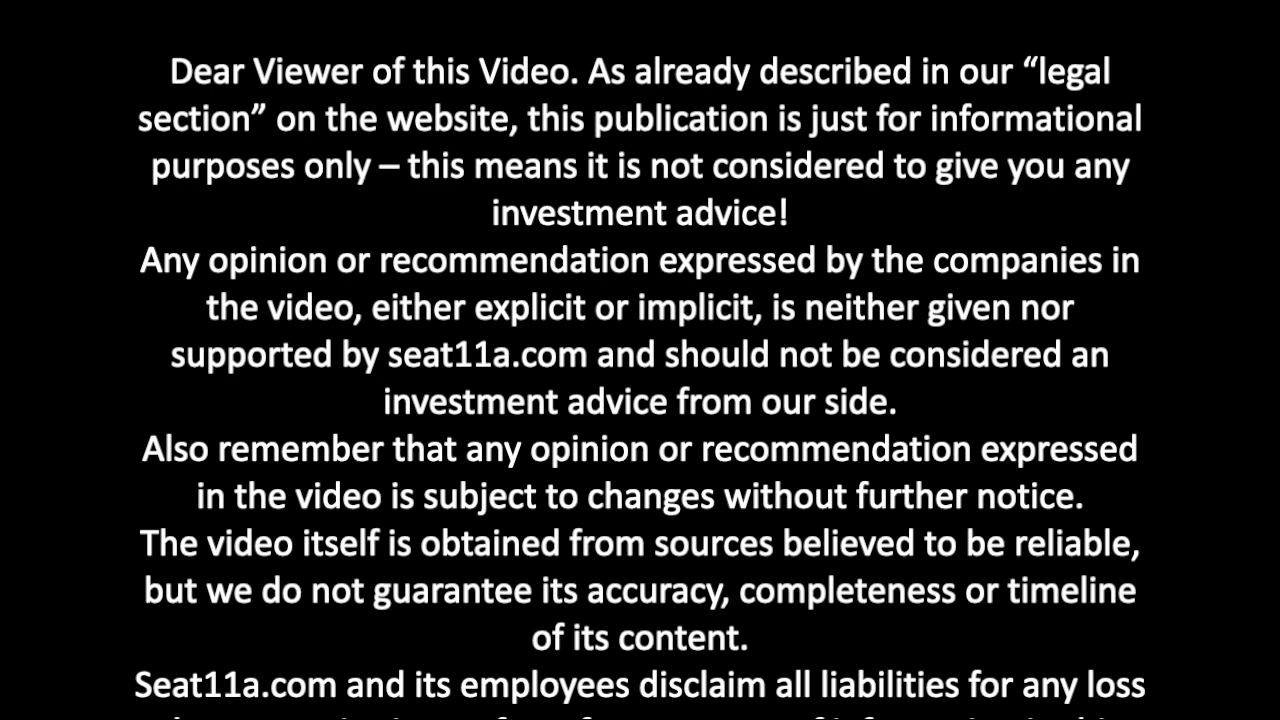 Dear Viewer of this Video. As already described in our “legal
section” on the website, this publication is just for informational
purposes only – this means it is not considered to give you any
investment advice!
Any opinion or recommendation expressed by the companies in
the video, either explicit or implicit, is neither given nor
supported by seat11a.com and should not be considered an
investment advice from our side.
Also remember that any opinion or recommendation expressed
in the video is subject to changes without further notice.
The video itself is obtained from sources believed to be reliable,
but we do not guarantee its accuracy, completeness or timeline
of its content.
Seat11a.com and its employees disclaim all liabilities for any loss